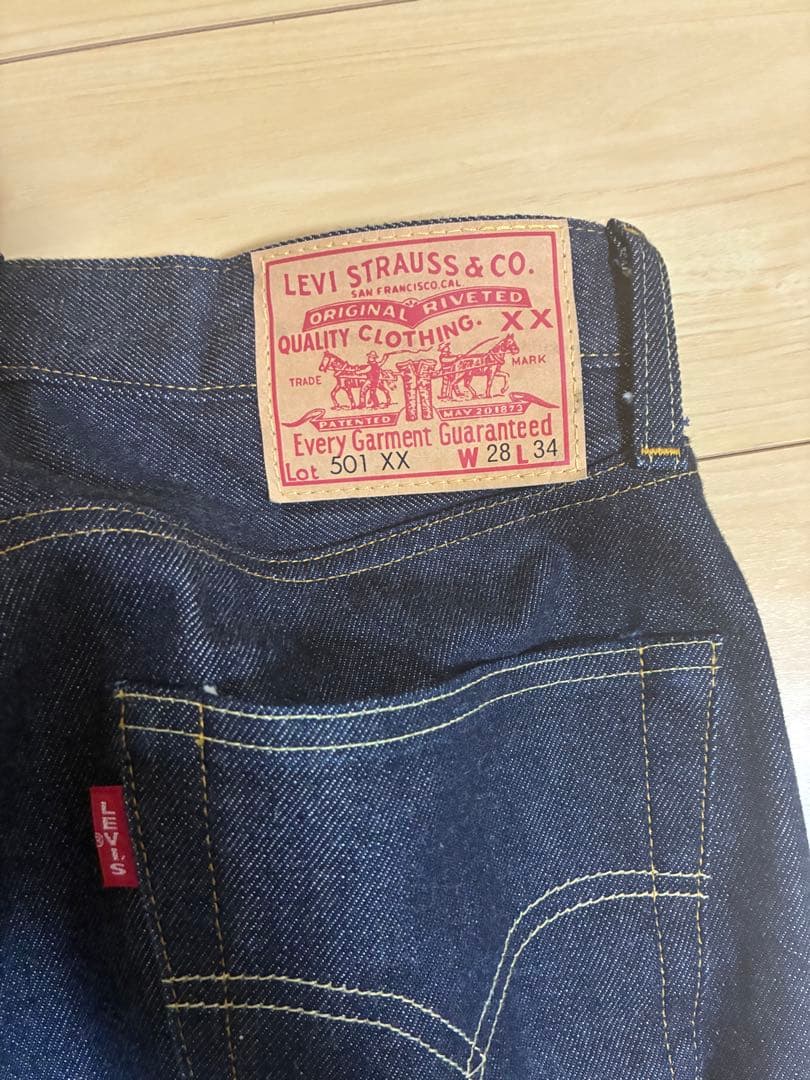 LEVI STRAUSS & CO.
SAN FRANCISCO, CAL.
ORIGINAL RIVETED
QUALITY CLOTHING. XX
TRADE MARK
PATENTED MAY 20 1873
Every Garment Guaranteed
Lot 501 XX W 28 L 34
LEVI'S ®